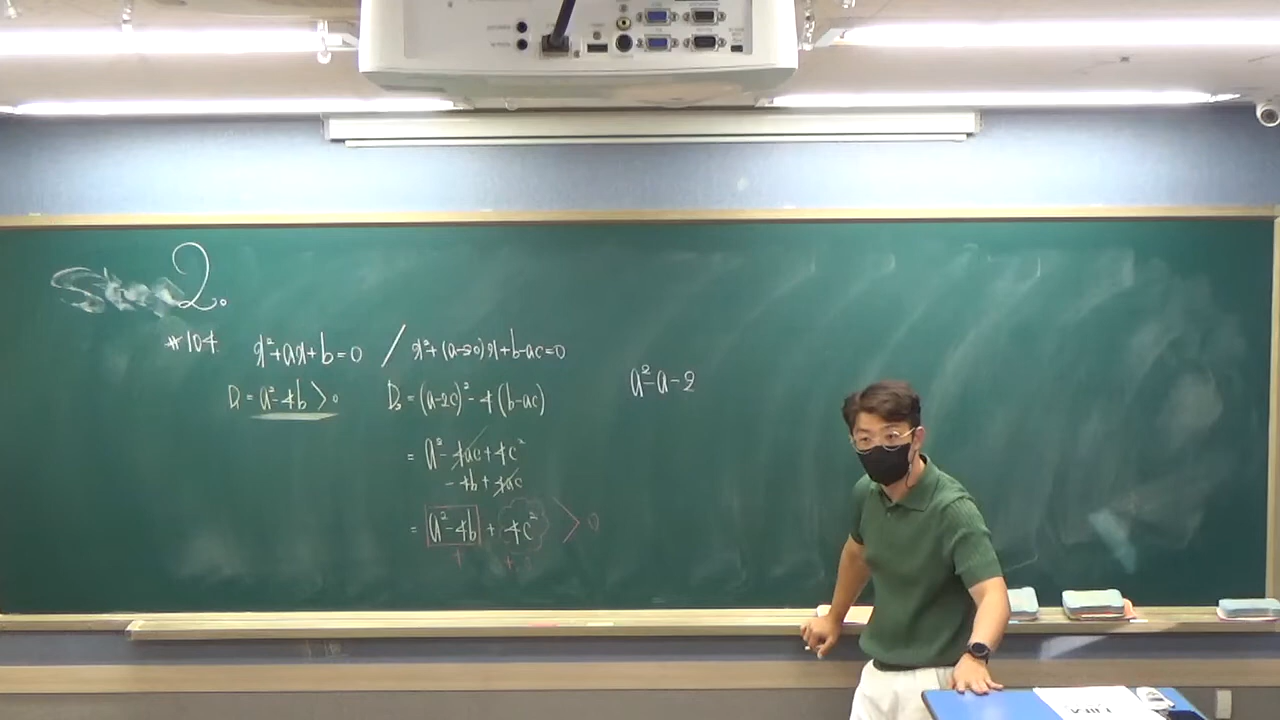 2.
#104.
x²+ax+b=0 / x²+(a-2c)x+b-ac=0
D₁ = a²-4b > 0
D₂ = (a-2c)² - 4(b-ac)
= a²-4ac+4c²
-4b+4ac
= a²-4b + 4c² > 0
a²-a-2